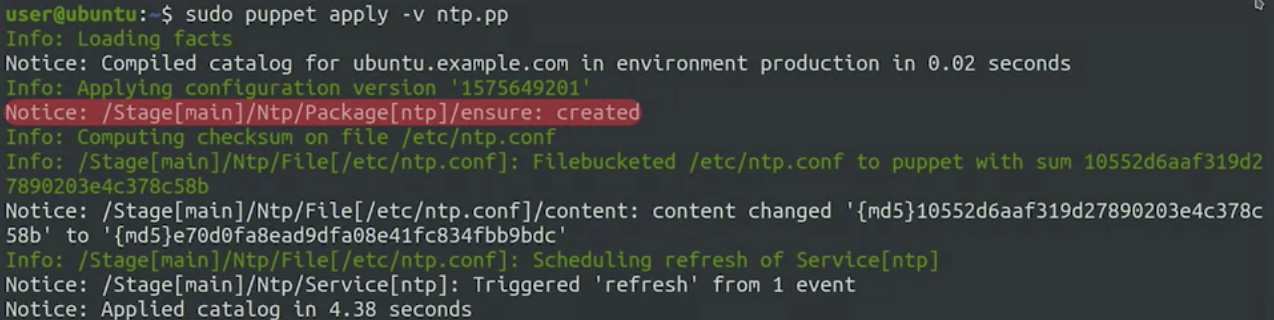 user@ubuntu:~$ sudo puppet apply -v ntp.pp
Info: Loading facts
Notice: Compiled catalog for ubuntu.example.com in environment production in 0.02 seconds
Info: Applying configuration version '1575649201'
Notice: /Stage[main]/Ntp/Package[ntp]/ensure: created
Info: Computing checksum on file /etc/ntp.conf
Info: /Stage[main]/Ntp/File[/etc/ntp.conf]: Filebucketed /etc/ntp.conf to puppet with sum 10552d6aaf319d2
7890203e4c378c58b
Notice: /Stage[main]/Ntp/File[/etc/ntp.conf]/content: content changed '{md5}10552d6aaf319d27890203e4c378c
58b' to '{md5}e70d0fa8ead9dfa08e41fc834fbb9bdc'
Info: /Stage[main]/Ntp/File[/etc/ntp.conf]: Scheduling refresh of Service[ntp]
Notice: /Stage[main]/Ntp/Service[ntp]: Triggered 'refresh' from 1 event
Notice: Applied catalog in 4.38 seconds